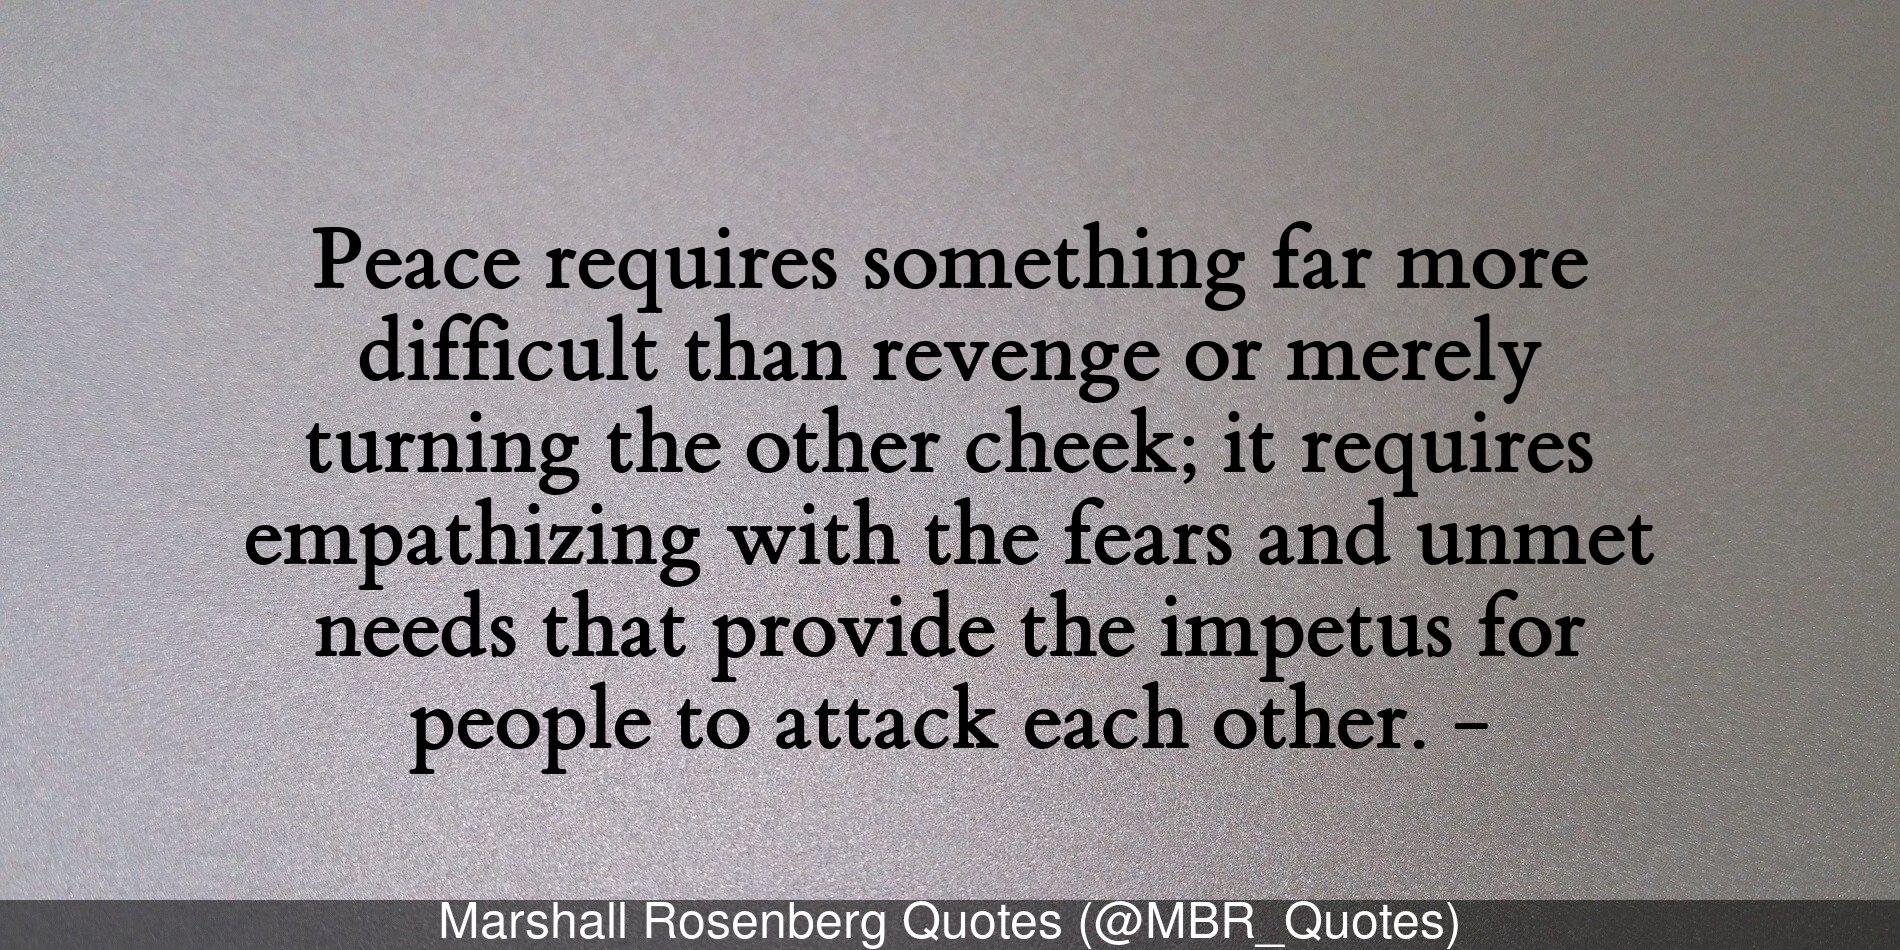 Peace requires something far more
difficult than revenge or merely
turning the other cheek; it requires
empathizing with the fears and unmet
needs that provide the impetus for
people to attack each other. -
Marshall Rosenberg Quotes (@MBR_Quotes)